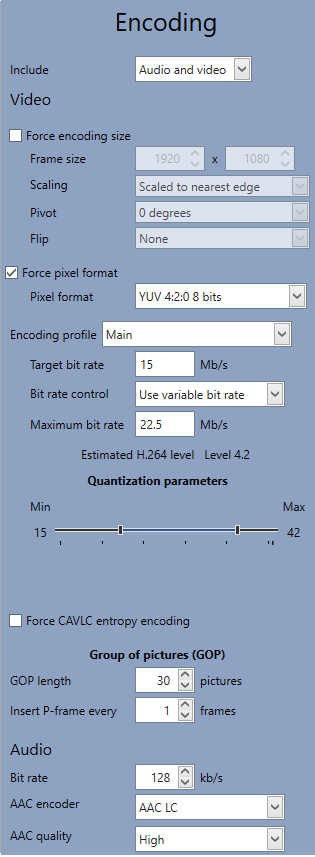 Encoding
Include Audio and video
Video
Force encoding size
Frame size 1920 x 1080
Scaling Scaled to nearest edge
Pivot 0 degrees
Flip None
Force pixel format
Pixel format YUV 4:2:0 8 bits
Encoding profile Main
Target bit rate 15 Mb/s
Bit rate control Use variable bit rate
Maximum bit rate 22.5 Mb/s
Estimated H.264 level Level 4.2
Quantization parameters
Min Max
15 42
Force CAVLC entropy encoding
Group of pictures (GOP)
GOP length 30 pictures
Insert P-frame every 1 frames
Audio
Bit rate 128 kb/s
AAC encoder AAC LC
AAC quality High